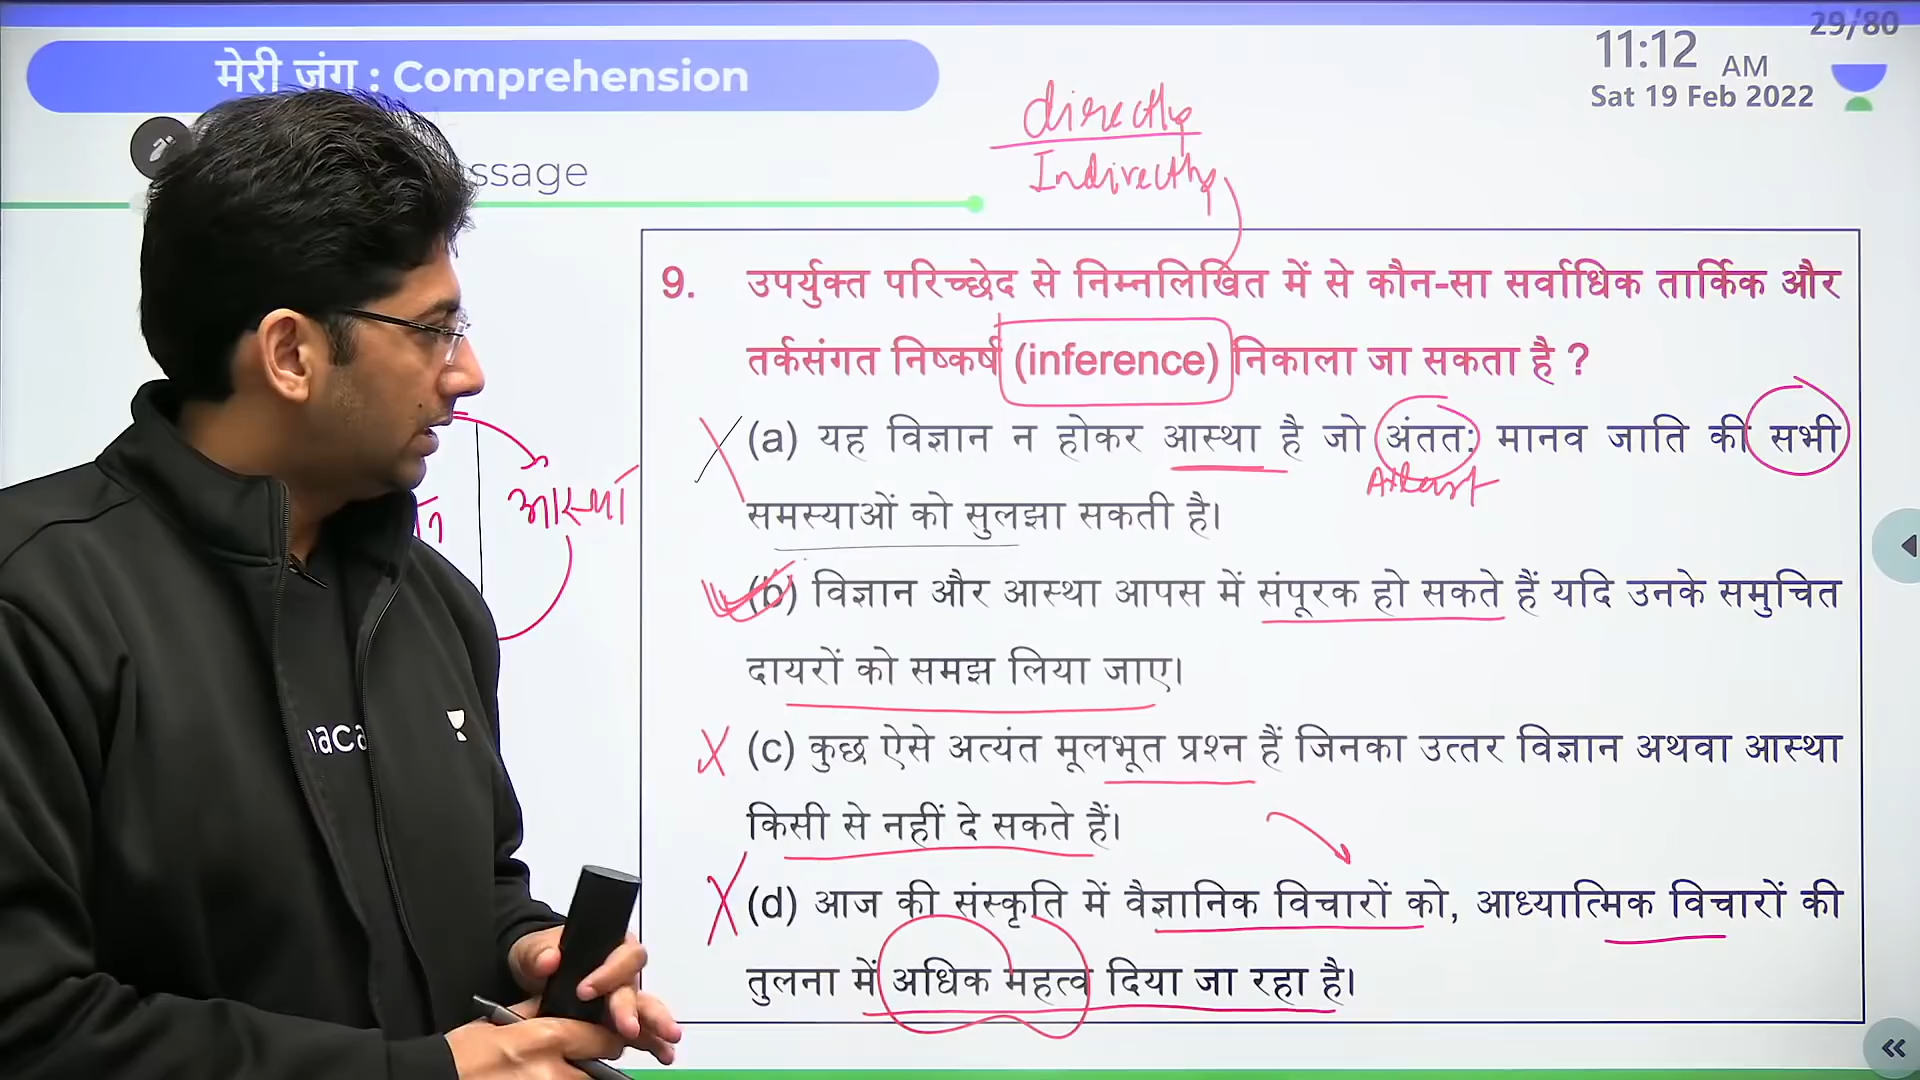 29/80
मेरी जंग : Comprehension
11:12 AM
Sat 19 Feb 2022
directly
Indirectly
ssage
9. उपर्युक्त परिच्छेद से निम्नलिखित में से कौन-सा सर्वाधिक तार्किक और
तर्कसंगत निष्कर्ष (inference) निकाला जा सकता है ?
(a) यह विज्ञान न होकर आस्था है जो अंतत: मानव जाति की सभी
समस्याओं को सुलझा सकती है।
आस्था
(b) विज्ञान और आस्था आपस में संपूरक हो सकते हैं यदि उनके समुचित
दायरों को समझ लिया जाए।
(c) कुछ ऐसे अत्यंत मूलभूत प्रश्न हैं जिनका उत्तर विज्ञान अथवा आस्था
किसी से नहीं दे सकते हैं।
(d) आज की संस्कृति में वैज्ञानिक विचारों को, आध्यात्मिक विचारों की
तुलना में अधिक महत्व दिया जा रहा है।